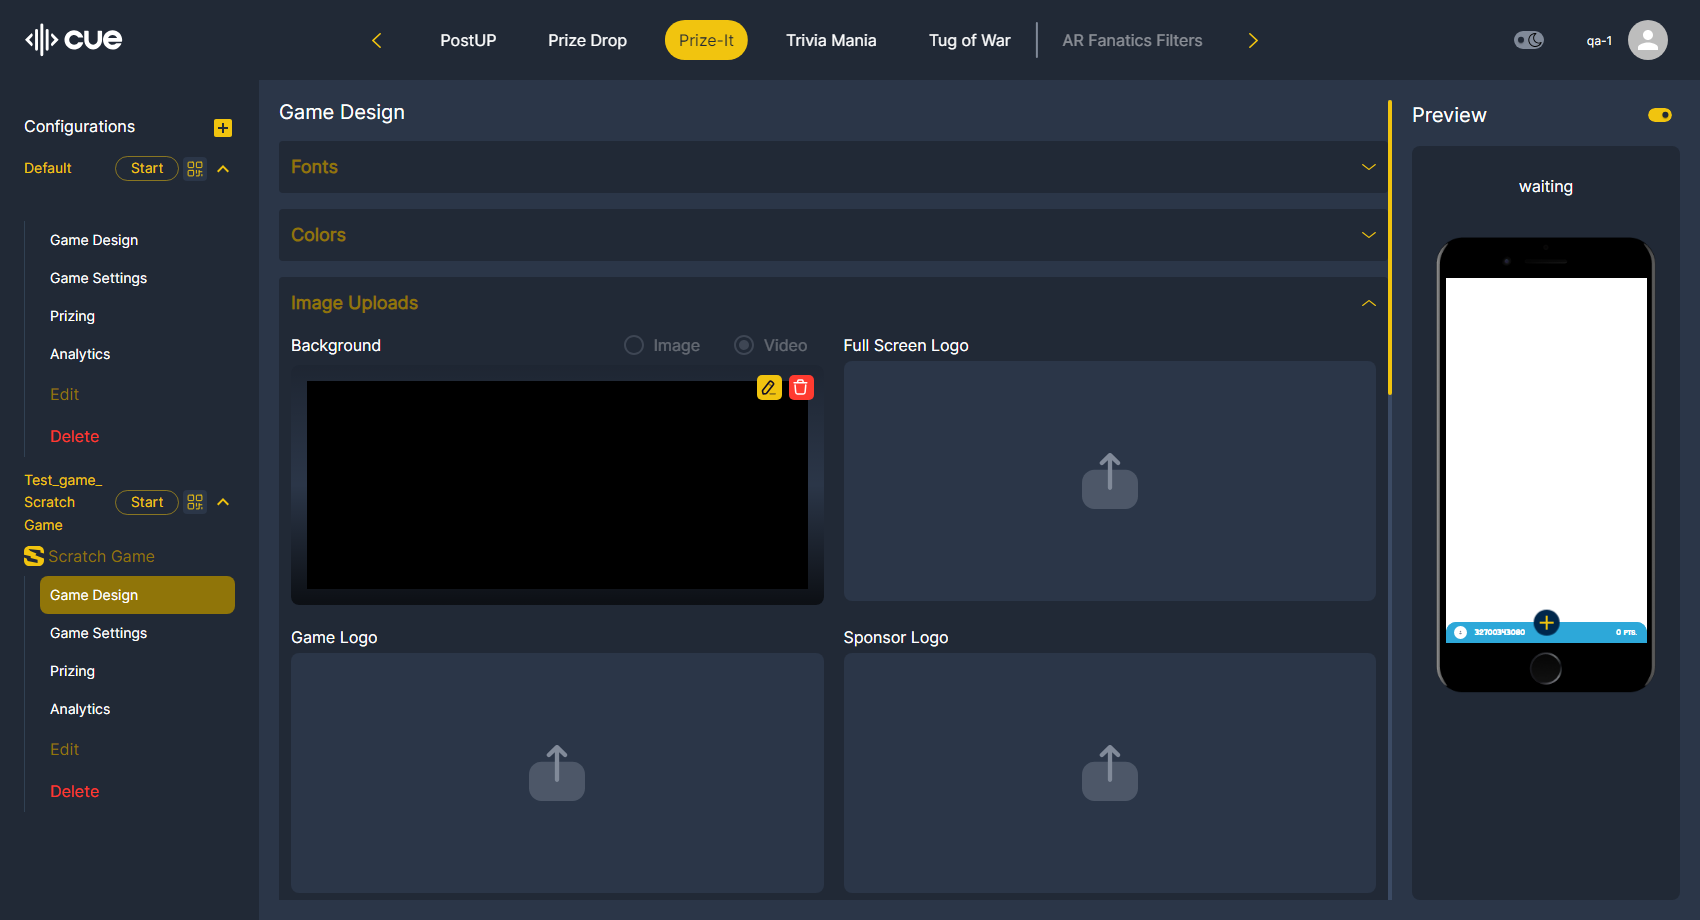 cue
PostUP
Prize Drop
Prize-It
Trivia Mania
Tug of War
AR Fanatics Filters
qa-1
Configurations
Default
Start
Game Design
Game Settings
Prizing
Analytics
Edit
Delete
Test_game_
Scratch
Game
Start
Scratch Game
Game Design
Game Settings
Prizing
Analytics
Edit
Delete
Game Design
Fonts
Colors
Image Uploads
Background
Image
Video
Full Screen Logo
Game Logo
Sponsor Logo
Preview
waiting
32700343080
0 PTS.